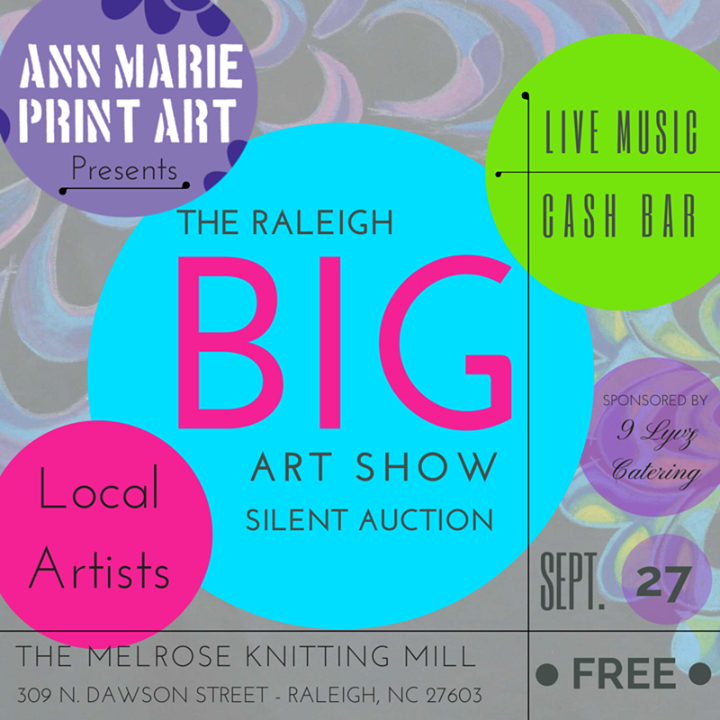 ANN MARIE
PRINT ART
Presents
LIVE MUSIC
CASH BAR
THE RALEIGH
BIG
ART SHOW
SILENT AUCTION
SPONSORED BY
9 Lyvz
Catering
Local
Artists
SEPT. 27
THE MELROSE KNITTING MILL
309 N. DAWSON STREET - RALEIGH, NC 27603
• FREE •